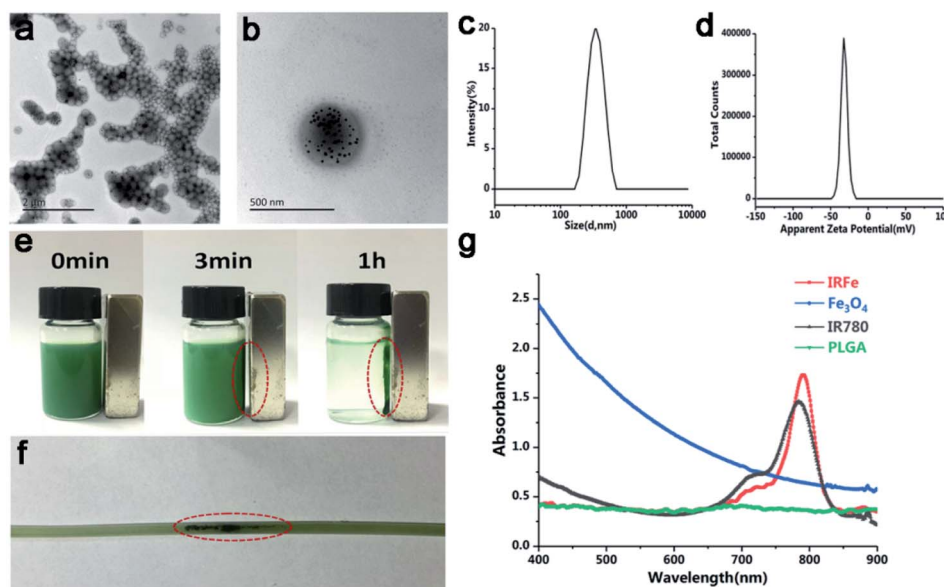 a
2 μm
b
500 nm
c
20
15
10
5
0
Intensity(%)
10
100
1000
10000
Size(d,nm)
d
400000
300000
200000
100000
0
Total Counts
-150
-100
-50
0
50
10
Apparent Zeta Potential(mV)
e
0min
3min
1h
f
g
2.5
2.0
1.5
1.0
0.5
0.0
Absorbance
IRFe
Fe₃O₄
IR780
PLGA
400
500
600
700
800
900
Wavelength(nm)